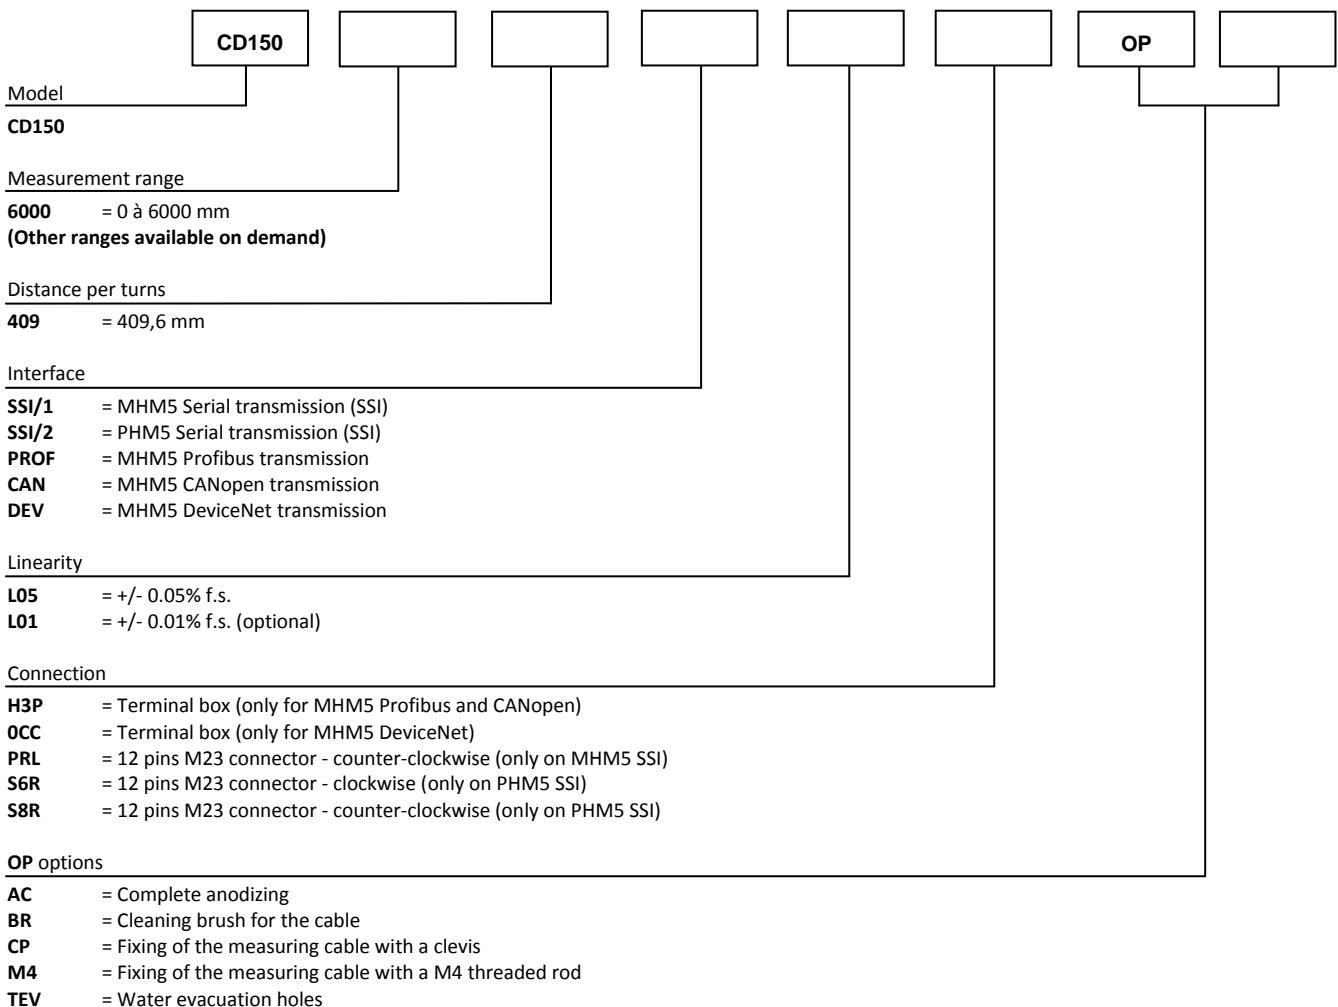 CD150 OP
Model
CD150
Measurement range
6000 = 0 à 6000 mm
(Other ranges available on demand)
Distance per turns
409 = 409,6 mm
Interface
SSI/1 = MHM5 Serial transmission (SSI)
SSI/2 = PHM5 Serial transmission (SSI)
PROF = MHM5 Profibus transmission
CAN = MHM5 CANopen transmission
DEV = MHM5 DeviceNet transmission
Linearity
L05 = +/- 0.05% f.s.
L01 = +/- 0.01% f.s. (optional)
Connection
H3P = Terminal box (only for MHM5 Profibus and CANopen)
0CC = Terminal box (only for MHM5 DeviceNet)
PRL = 12 pins M23 connector - counter-clockwise (only on MHM5 SSI)
S6R = 12 pins M23 connector - clockwise (only on PHM5 SSI)
S8R = 12 pins M23 connector - counter-clockwise (only on PHM5 SSI)
OP options
AC = Complete anodizing
BR = Cleaning brush for the cable
CP = Fixing of the measuring cable with a clevis
M4 = Fixing of the measuring cable with a M4 threaded rod
TEV = Water evacuation holes